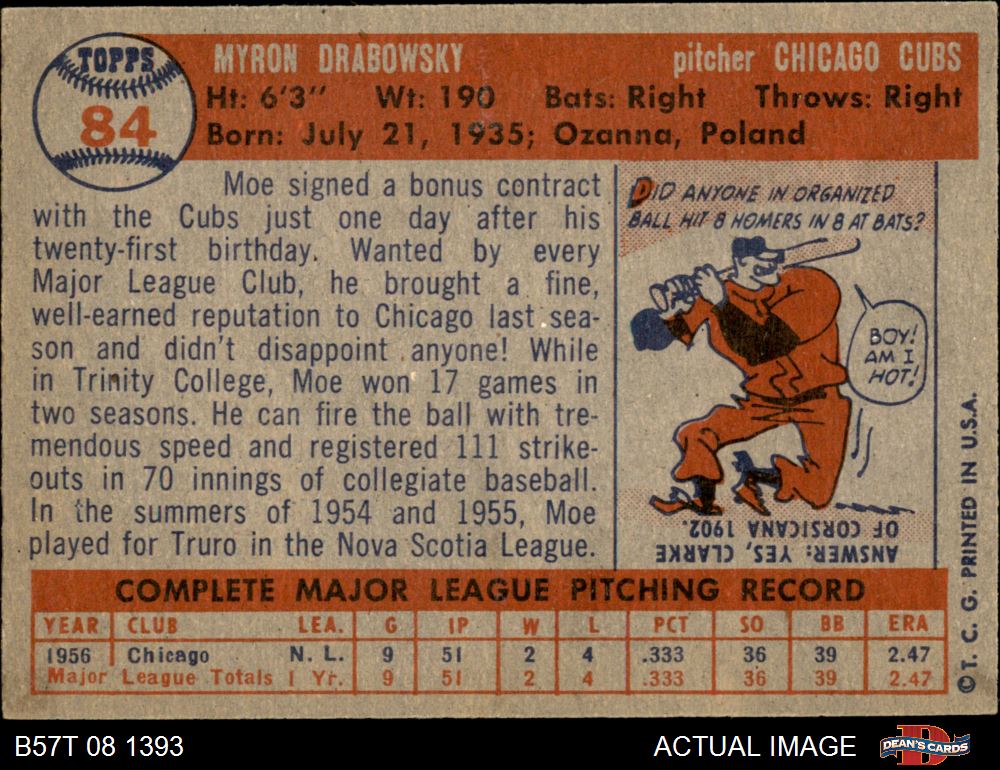 TOPPS
84
MYRON DRABOWSKY pitcher CHICAGO CUBS
Ht: 6'3" Wt: 190 Bats: Right Throws: Right
Born: July 21, 1935; Ozanna, Poland
Moe signed a bonus contract
with the Cubs just one day after his
twenty-first birthday. Wanted by every
Major League Club, he brought a fine,
well-earned reputation to Chicago last sea-
son and didn't disappoint anyone! While
in Trinity College, Moe won 17 games in
two seasons. He can fire the ball with tre-
mendous speed and registered 111 strike-
outs in 70 innings of collegiate baseball.
In the summers of 1954 and 1955, Moe
played for Truro in the Nova Scotia League.
DID ANYONE IN ORGANIZED
BALL HIT 8 HOMERS IN 8 AT BATS?
BOY!
AM I
HOT!
ANSWER: YES, CLARKE
OF CORSICANA 1902.
COMPLETE MAJOR LEAGUE PITCHING RECORD
YEAR CLUB LEA. G IP W L PCT SO BB ERA
1956 Chicago N. L. 9 51 2 4 .333 36 39 2.47
Major League Totals 1 Yr. 9 51 2 4 .333 36 39 2.47
© T. C. G. PRINTED IN U.S.A.
B57T 08 1393 ACTUAL IMAGE DEAN'S CARDS